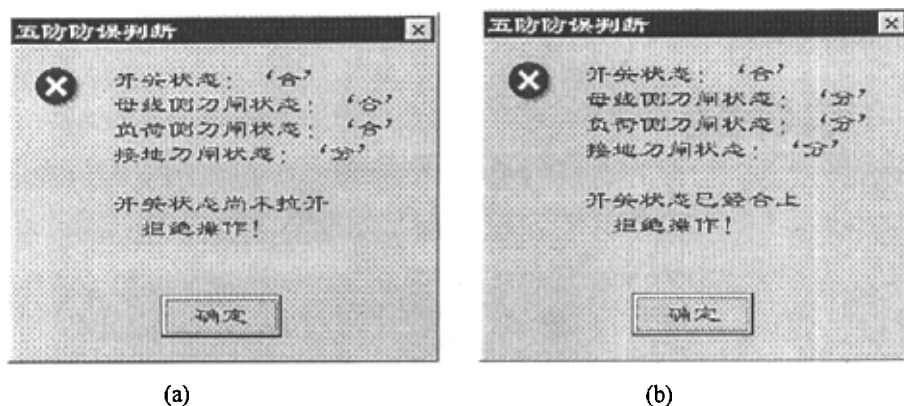 五防防误判断
开关状态：‘合’
母线侧刀闸状态：‘合’
负荷侧刀闸状态：‘合’
接地刀闸状态：‘分’
开关状态尚未拉开
拒绝操作！
确定
(a)
五防防误判断
开关状态：‘合’
母线侧刀闸状态：‘分’
负荷侧刀闸状态：‘分’
接地刀闸状态：‘分’
开关状态已经合上
拒绝操作！
确定
(b)